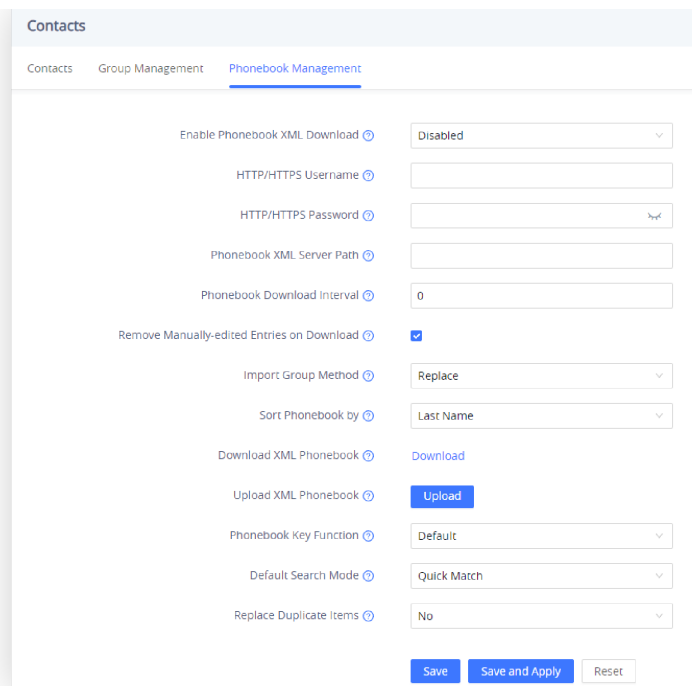 Contacts
Contacts Group Management Phonebook Management
Enable Phonebook XML Download Disabled
HTTP/HTTPS Username
HTTP/HTTPS Password
Phonebook XML Server Path
Phonebook Download Interval 0
Remove Manually-edited Entries on Download
Import Group Method Replace
Sort Phonebook by Last Name
Download XML Phonebook Download
Upload XML Phonebook Upload
Phonebook Key Function Default
Default Search Mode Quick Match
Replace Duplicate Items No
Save Save and Apply Reset